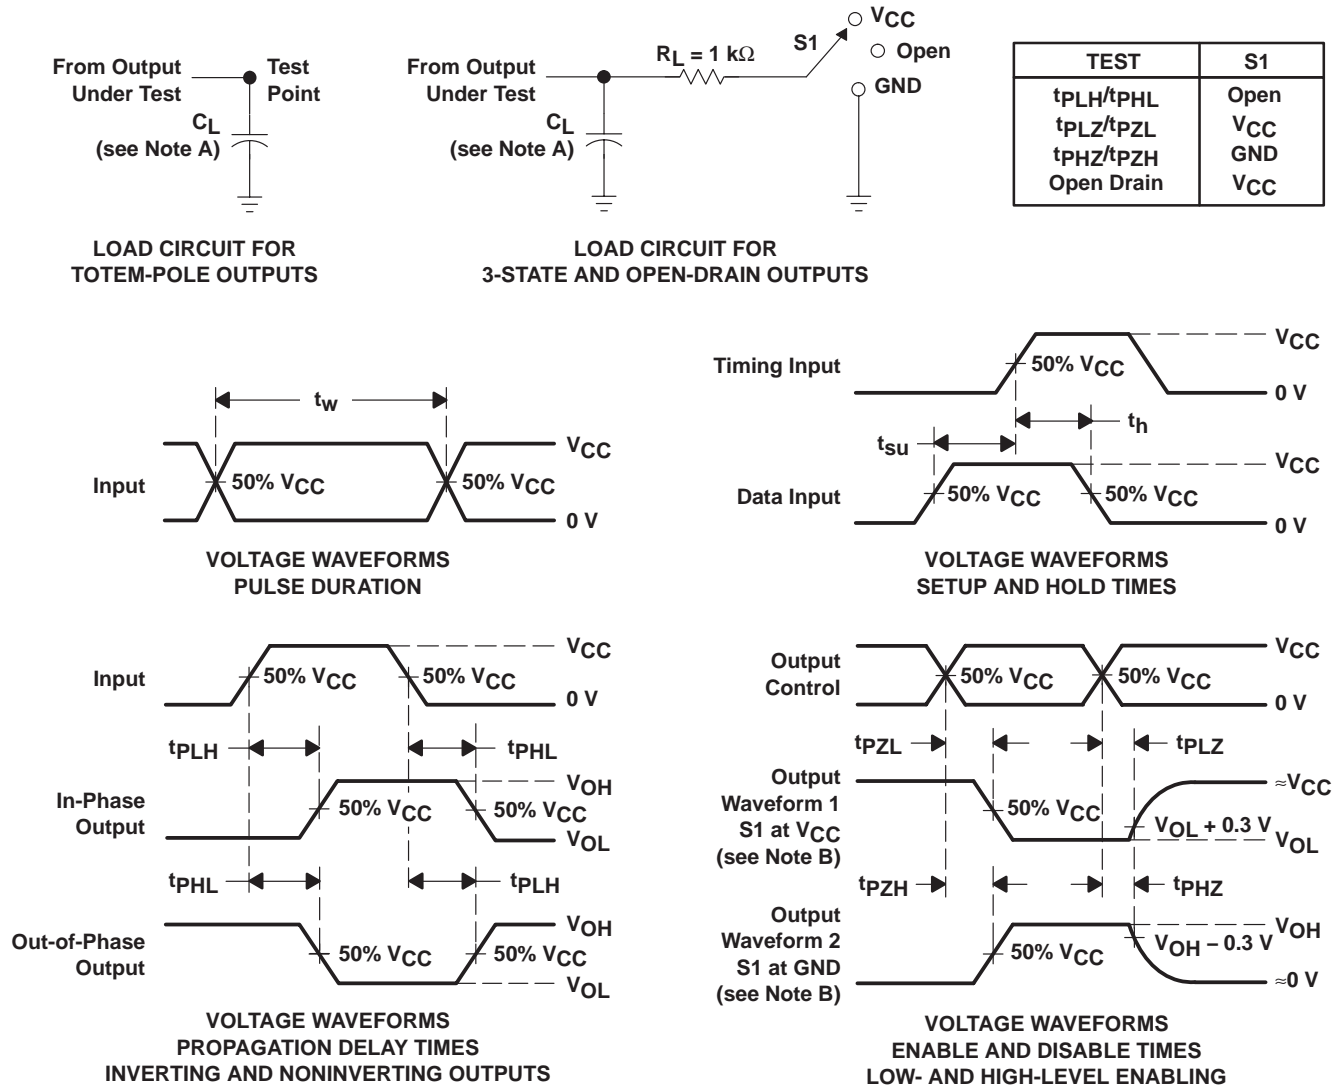 From Output
Under Test
Test
Point
CL
(see Note A)
LOAD CIRCUIT FOR
TOTEM-POLE OUTPUTS
From Output
Under Test
RL = 1 kΩ
S1
VCC
Open
GND
CL
(see Note A)
LOAD CIRCUIT FOR
3-STATE AND OPEN-DRAIN OUTPUTS
TEST S1
tPLH/tPHL Open
tPLZ/tPZL VCC
tPHZ/tPZH GND
Open Drain VCC
tw
VCC
Input
50% VCC
50% VCC
0 V
VOLTAGE WAVEFORMS
PULSE DURATION
Timing Input
50% VCC
VCC
0 V
th
tsu
VCC
Data Input
50% VCC
50% VCC
0 V
VOLTAGE WAVEFORMS
SETUP AND HOLD TIMES
Input
50% VCC
50% VCC
VCC
0 V
tPLH
tPHL
In-Phase
Output
50% VCC
50% VCC
VOH
VOL
tPHL
tPLH
Out-of-Phase
Output
50% VCC
50% VCC
VOH
VOL
VOLTAGE WAVEFORMS
PROPAGATION DELAY TIMES
INVERTING AND NONINVERTING OUTPUTS
Output
Control
50% VCC
50% VCC
VCC
0 V
tPZL
tPLZ
Output
Waveform 1
S1 at VCC
(see Note B)
50% VCC
≈VCC
VOL + 0.3 V
VOL
tPZH
tPHZ
Output
Waveform 2
S1 at GND
(see Note B)
50% VCC
VOH
VOH − 0.3 V
≈0 V
VOLTAGE WAVEFORMS
ENABLE AND DISABLE TIMES
LOW- AND HIGH-LEVEL ENABLING